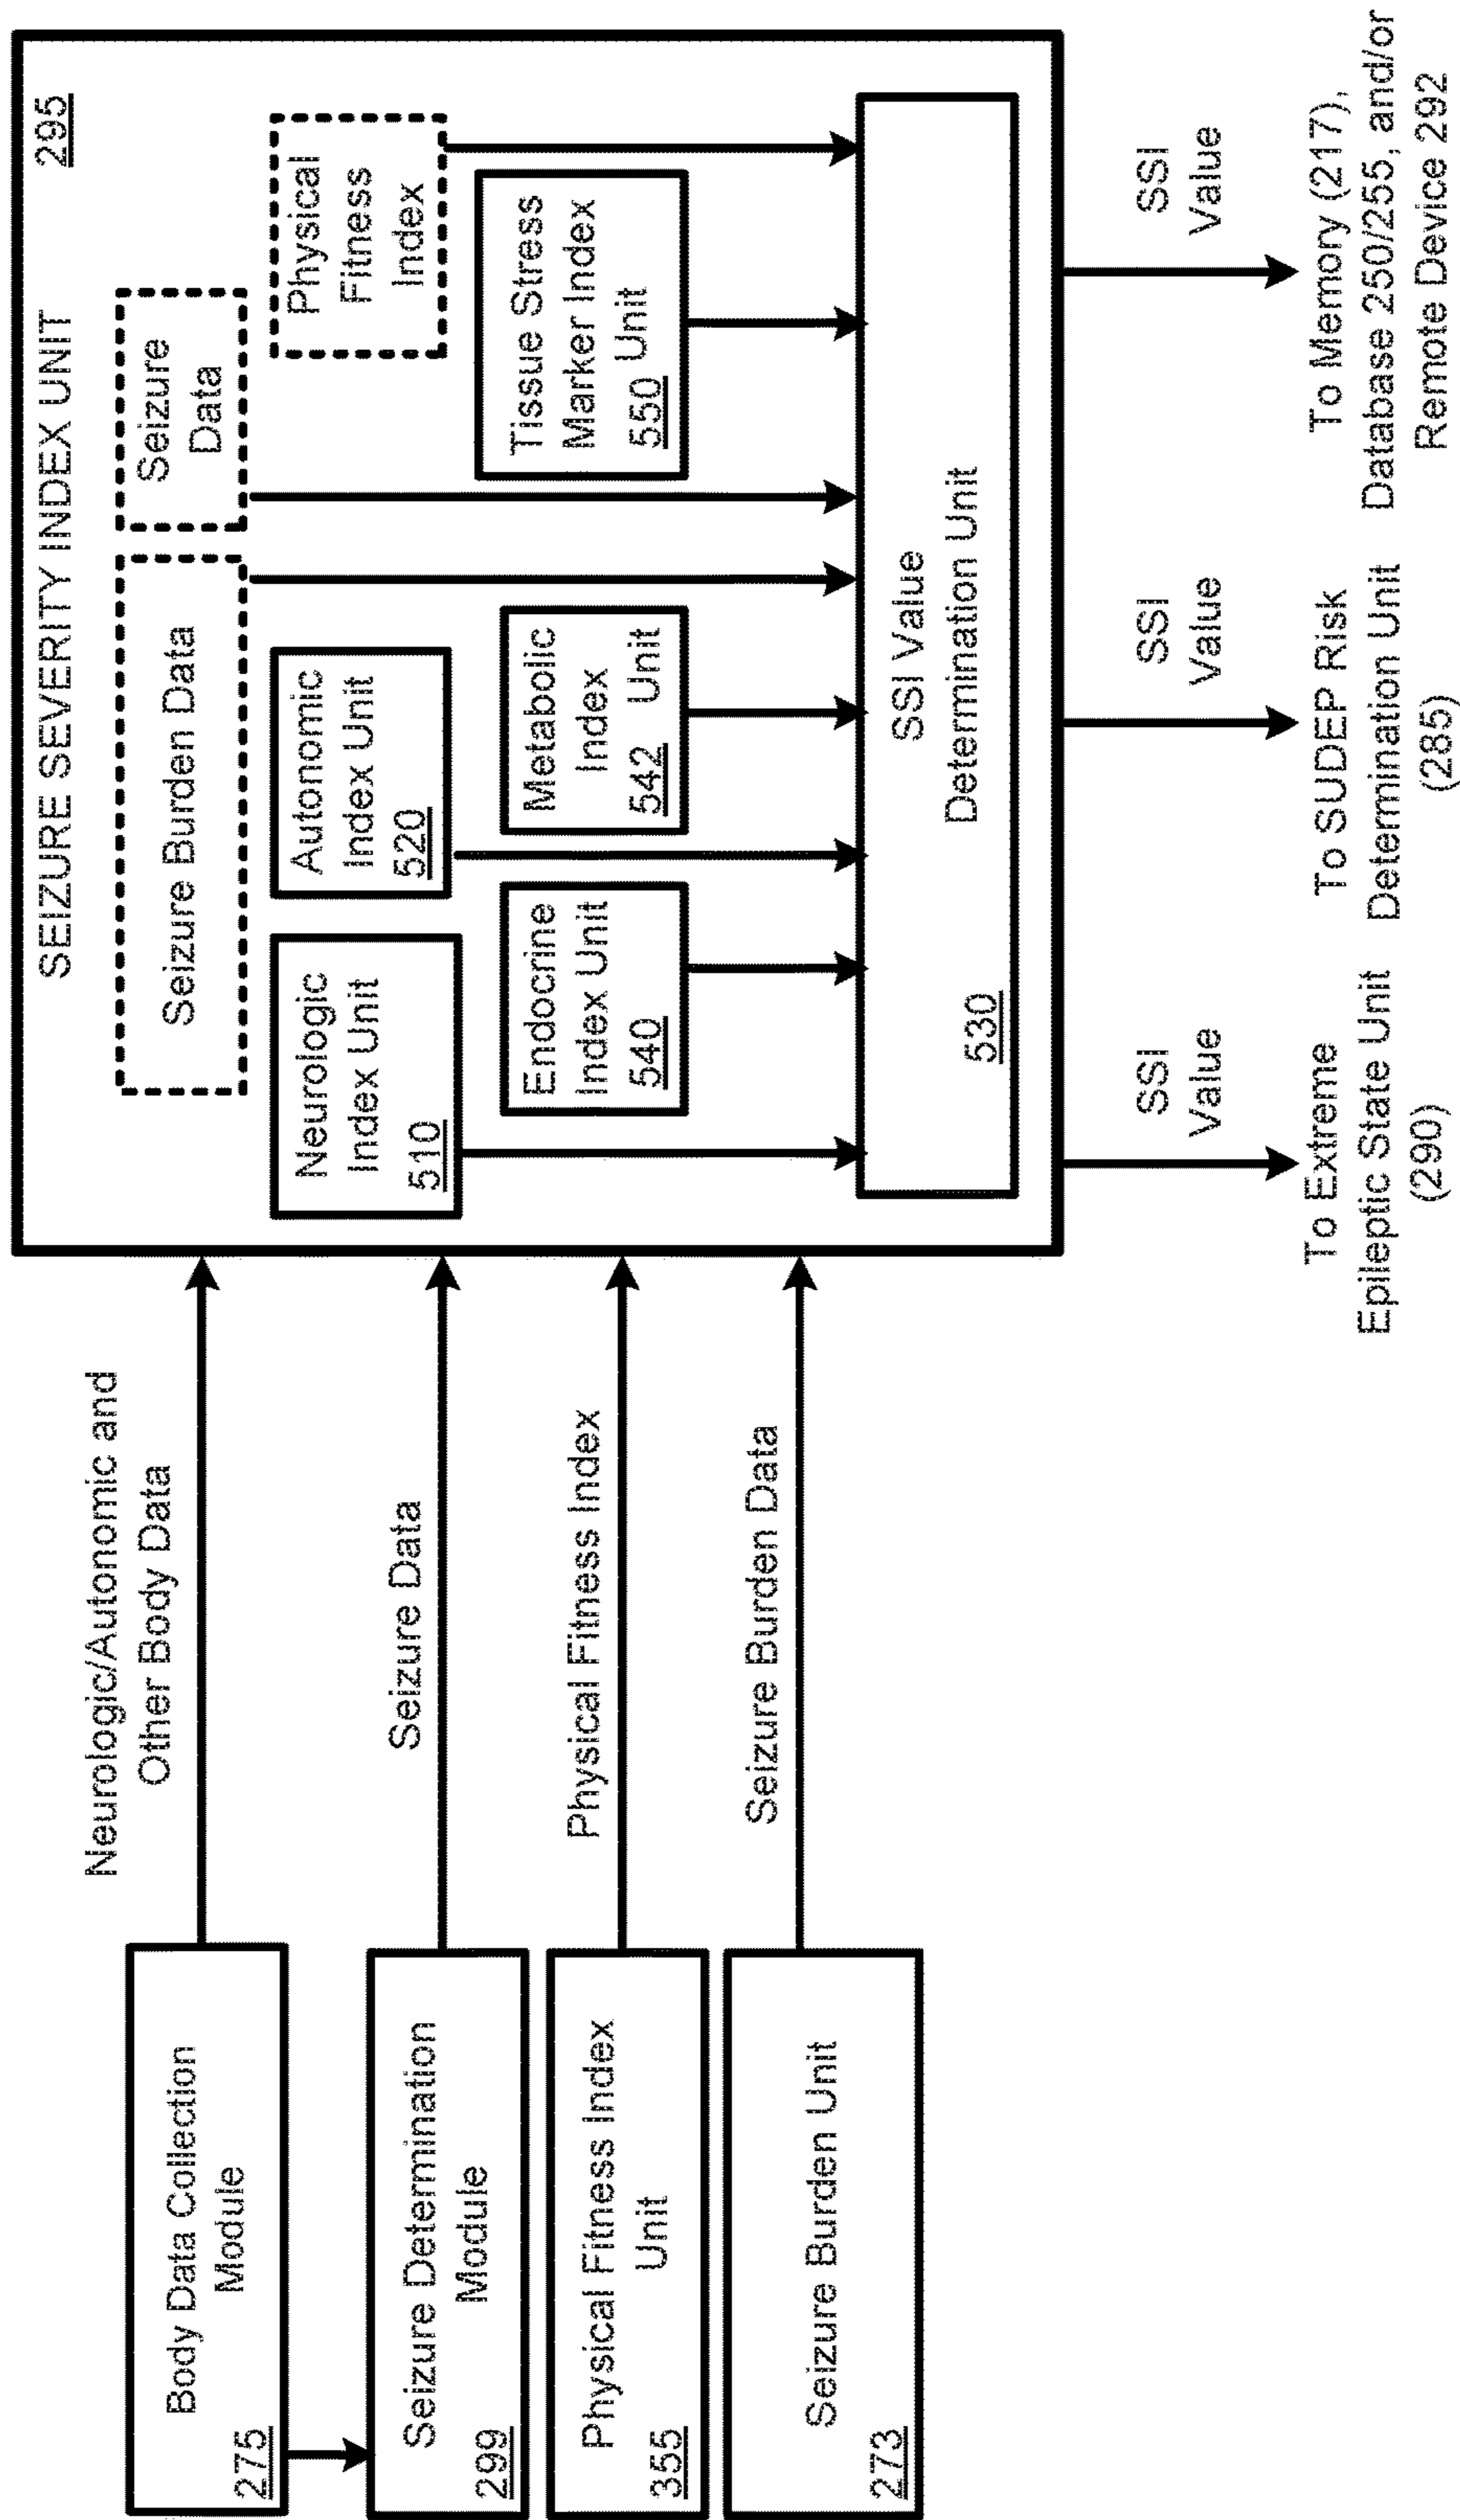 Body Data Collection
Module
275
Seizure Determination
Module
299
Physical Fitness Index
Unit
355
Seizure Burden Unit
273
Neurologic/Autonomic and
Other Body Data
Seizure Data
Physical Fitness Index
Seizure Burden Data
SEIZURE SEVERITY INDEX UNIT
295
Seizure Burden Data
Seizure
Data
Neurologic
Index Unit
510
Autonomic
Index Unit
520
Physical
Fitness
Index
Endocrine
Index Unit
540
Metabolic
Index
542 Unit
Tissue Stress
Marker Index
550 Unit
SSI Value
Determination Unit
530
SSI
Value
SSI
Value
SSI
Value
To Extreme
Epileptic State Unit
(290)
To SUDEP Risk
Determination Unit
(285)
To Memory (217),
Database 250/255, and/or
Remote Device 292